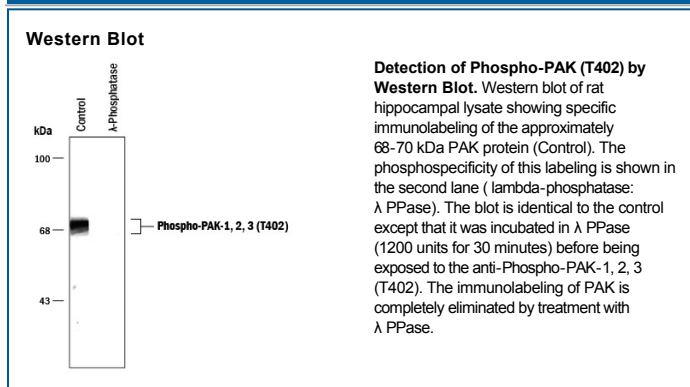 Western Blot
kDa
Control
λ-Phosphatase
100
68
43
Phospho-PAK-1, 2, 3 (T402)
Detection of Phospho-PAK (T402) by
Western Blot. Western blot of rat
hippocampal lysate showing specific
immunolabeling of the approximately
68-70 kDa PAK protein (Control). The
phosphospecificity of this labeling is shown in
the second lane ( lambda-phosphatase:
λ PPase). The blot is identical to the control
except that it was incubated in λ PPase
(1200 units for 30 minutes) before being
exposed to the anti-Phospho-PAK-1, 2, 3
(T402). The immunolabeling of PAK is
completely eliminated by treatment with
λ PPase.